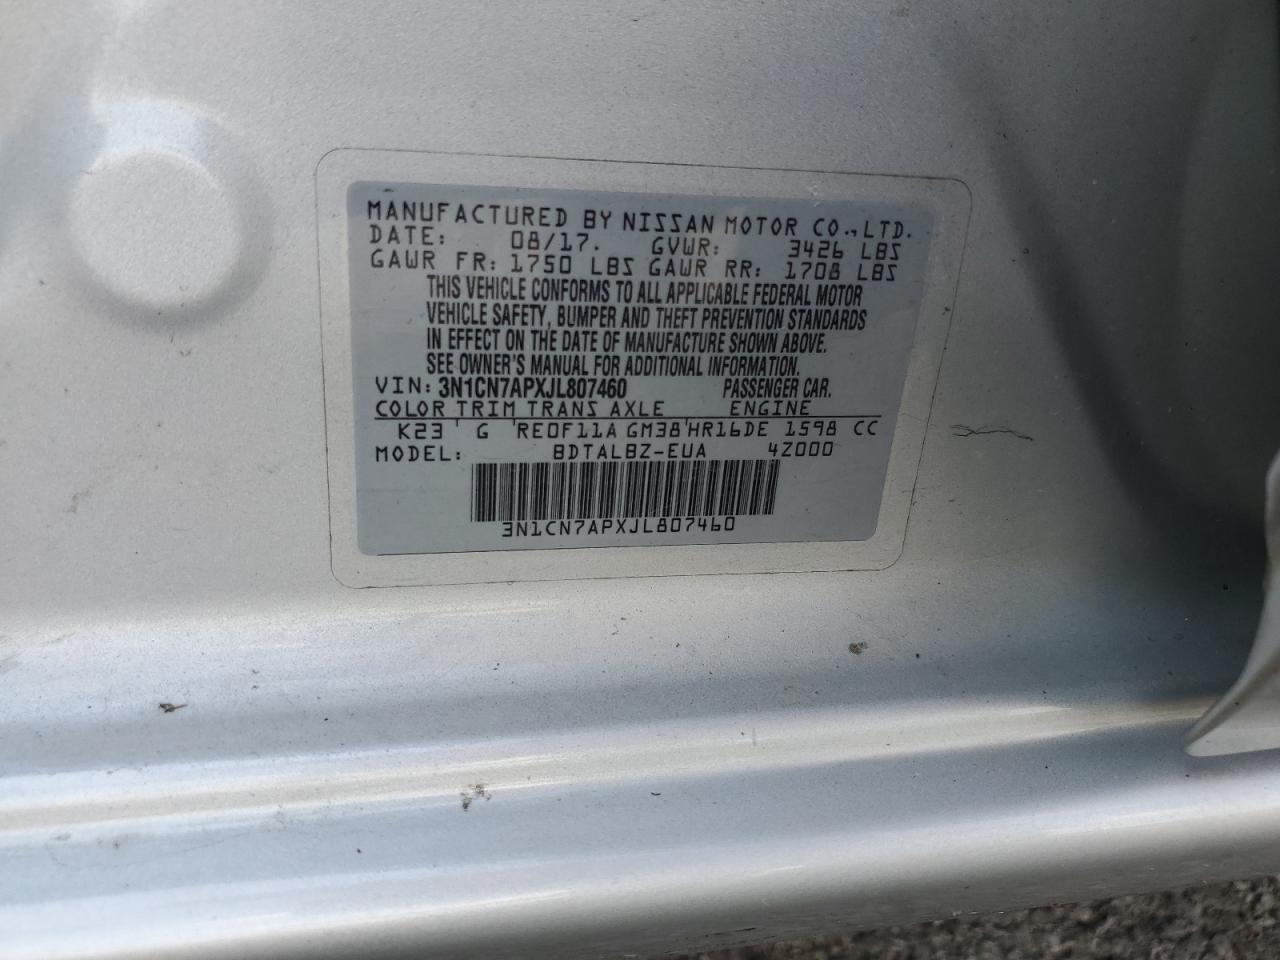 MANUFACTURED BY NISSAN MOTOR CO.,LTD.
DATE: 08/17. GVWR: 3426 LBS
GAWR FR: 1750 LBS GAWR RR: 1708 LBS
THIS VEHICLE CONFORMS TO ALL APPLICABLE FEDERAL MOTOR
VEHICLE SAFETY, BUMPER AND THEFT PREVENTION STANDARDS
IN EFFECT ON THE DATE OF MANUFACTURE SHOWN ABOVE.
SEE OWNER'S MANUAL FOR ADDITIONAL INFORMATION.
VIN: 3N1CN7APXJL807460 PASSENGER CAR.
COLOR TRIM TRANS AXLE ENGINE
K23 ' G 'RE0F11A GM38'HR16DE 1598 CC
MODEL: BDTALBZ-EUA 4Z000
3N1CN7APXJL807460